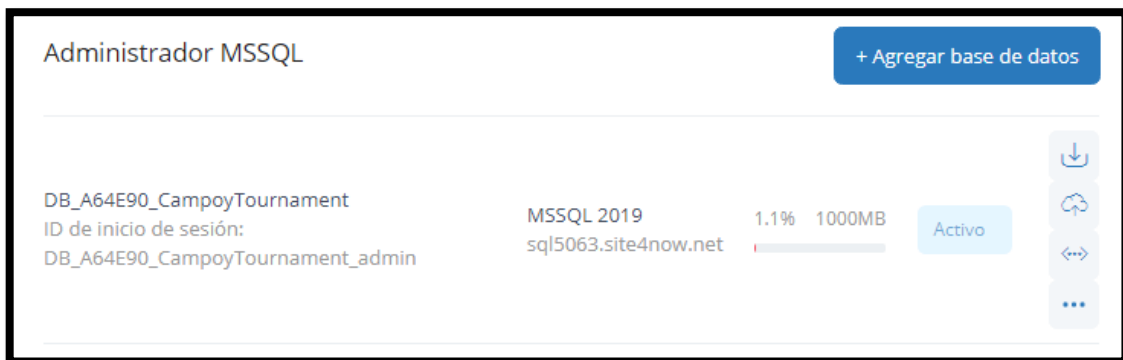 Administrador MSSQL
+ Agregar base de datos
DB_A64E90_CampoyTournament
ID de inicio de sesión:
DB_A64E90_CampoyTournament_admin
MSSQL 2019
sql5063.site4now.net
1.1% 1000MB
Activo